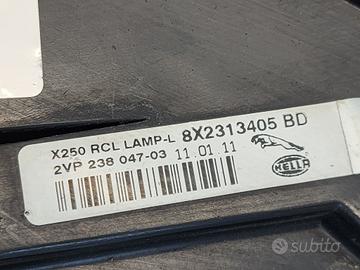 X250 RCL LAMP-L 8X2313405 BD
2VP 238 047-03 11.01.11
HELLA
subito